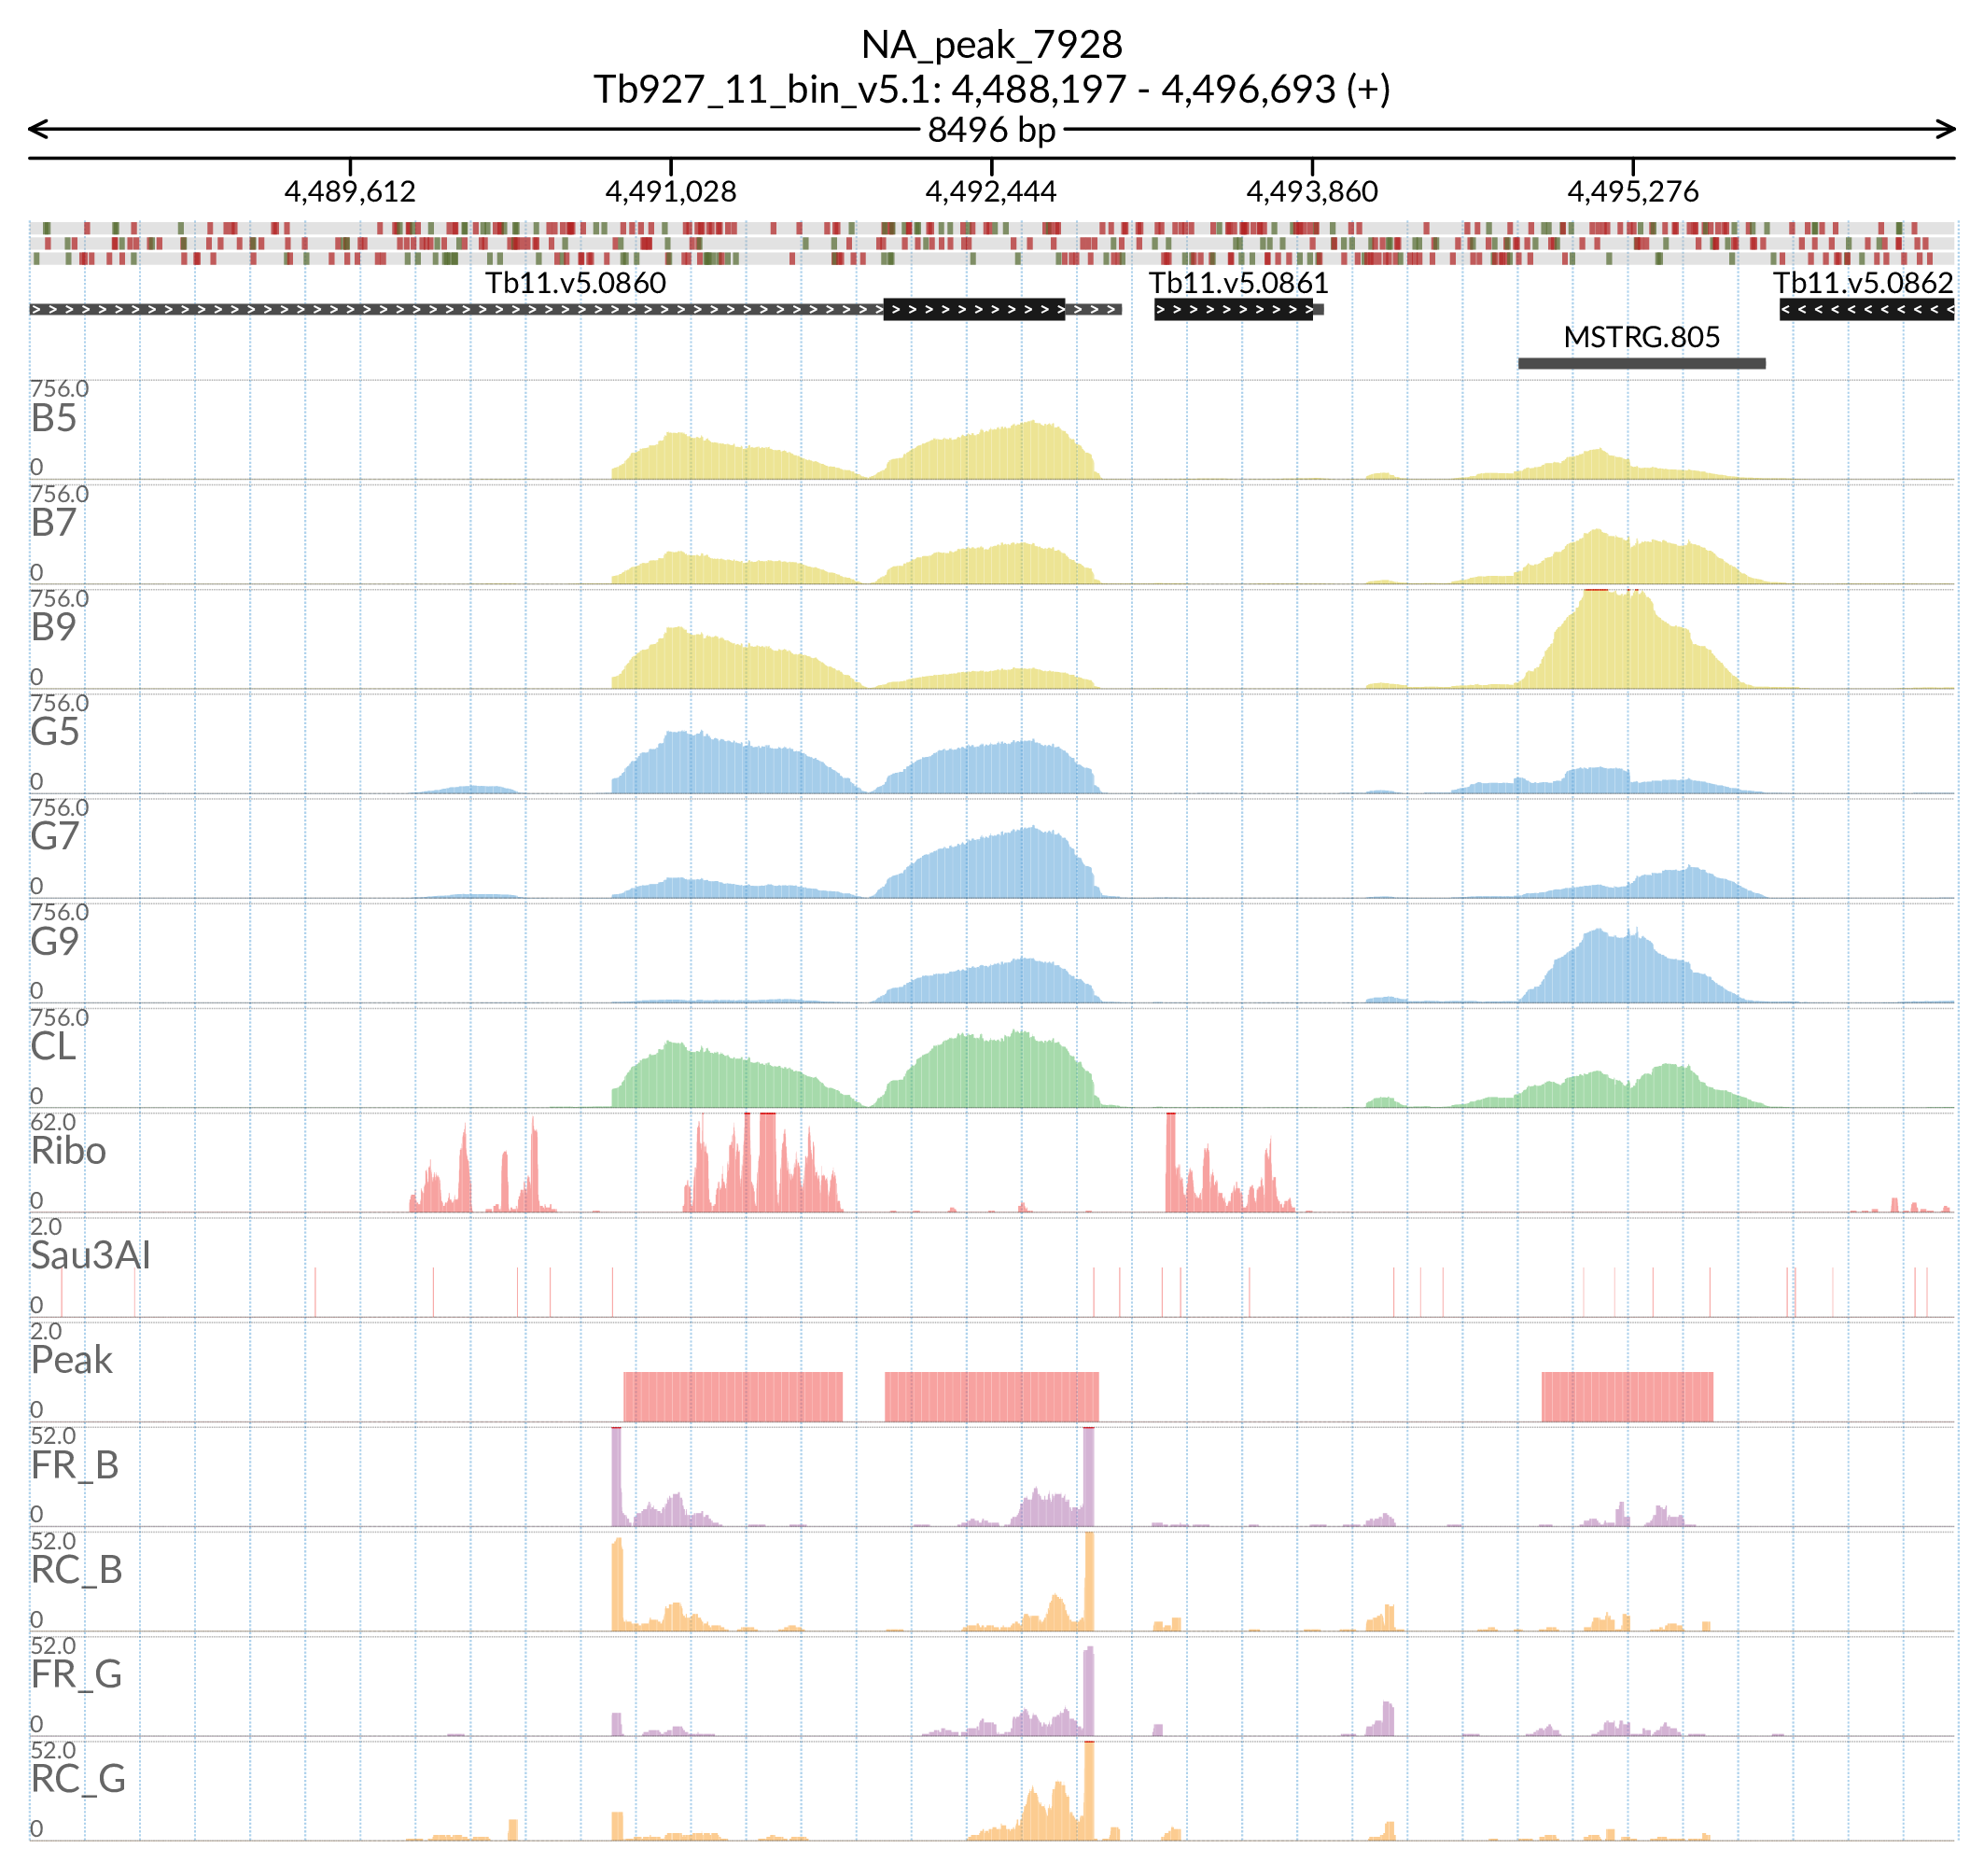 NA_peak_7928
Tb927_11_bin_v5.1: 4,488,197 - 4,496,693 (+)
8496 bp
4,489,612 4,491,028 4,492,444 4,493,860 4,495,276
Tb11.v5.0860 Tb11.v5.0861 Tb11.v5.0862
MSTRG.805
756.0
B5
0
756.0
B7
0
756.0
B9
0
756.0
G5
0
756.0
G7
0
756.0
G9
0
756.0
CL
0
62.0
Ribo
0
2.0
Sau3AI
0
2.0
Peak
0
52.0
FR_B
0
52.0
RC_B
0
52.0
FR_G
0
52.0
RC_G
0